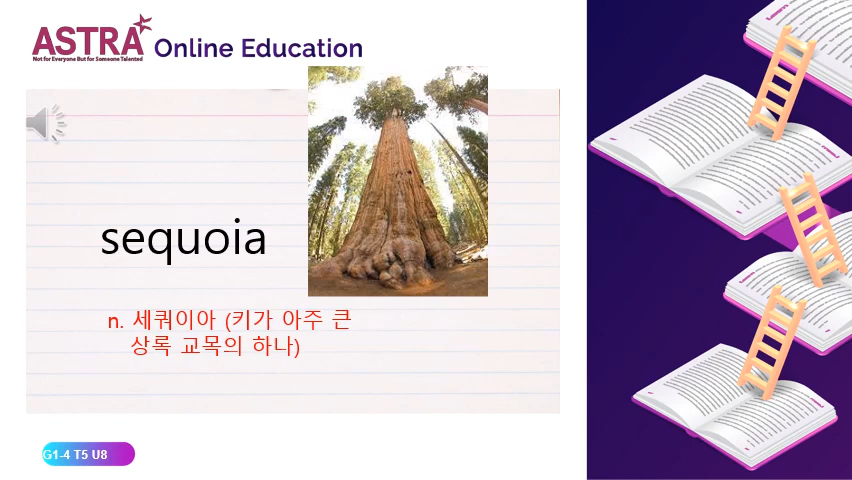 ASTRA
Not for Everyone But for Someone Talented
Online Education
sequoia
n. 세쿼이아 (키가 아주 큰
상록 교목의 하나)
G1-4 T5 U8